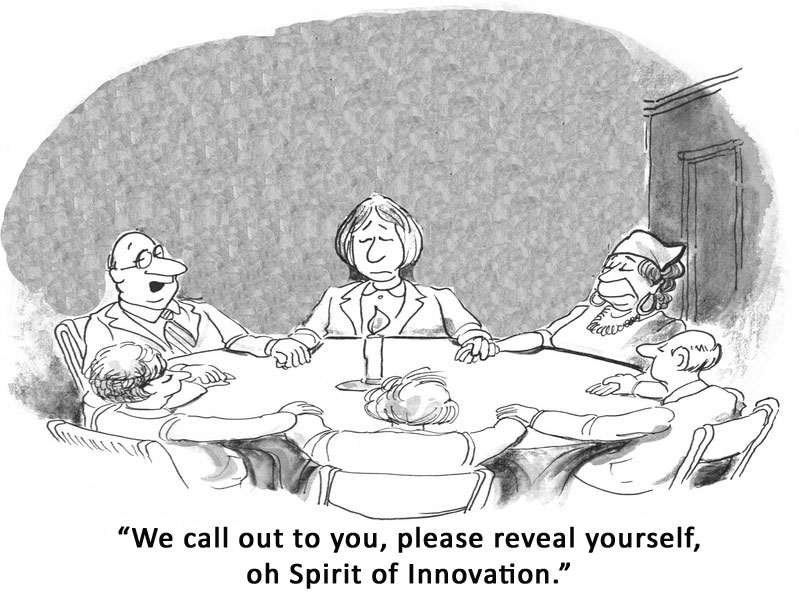 “We call out to you, please reveal yourself,
oh Spirit of Innovation.”